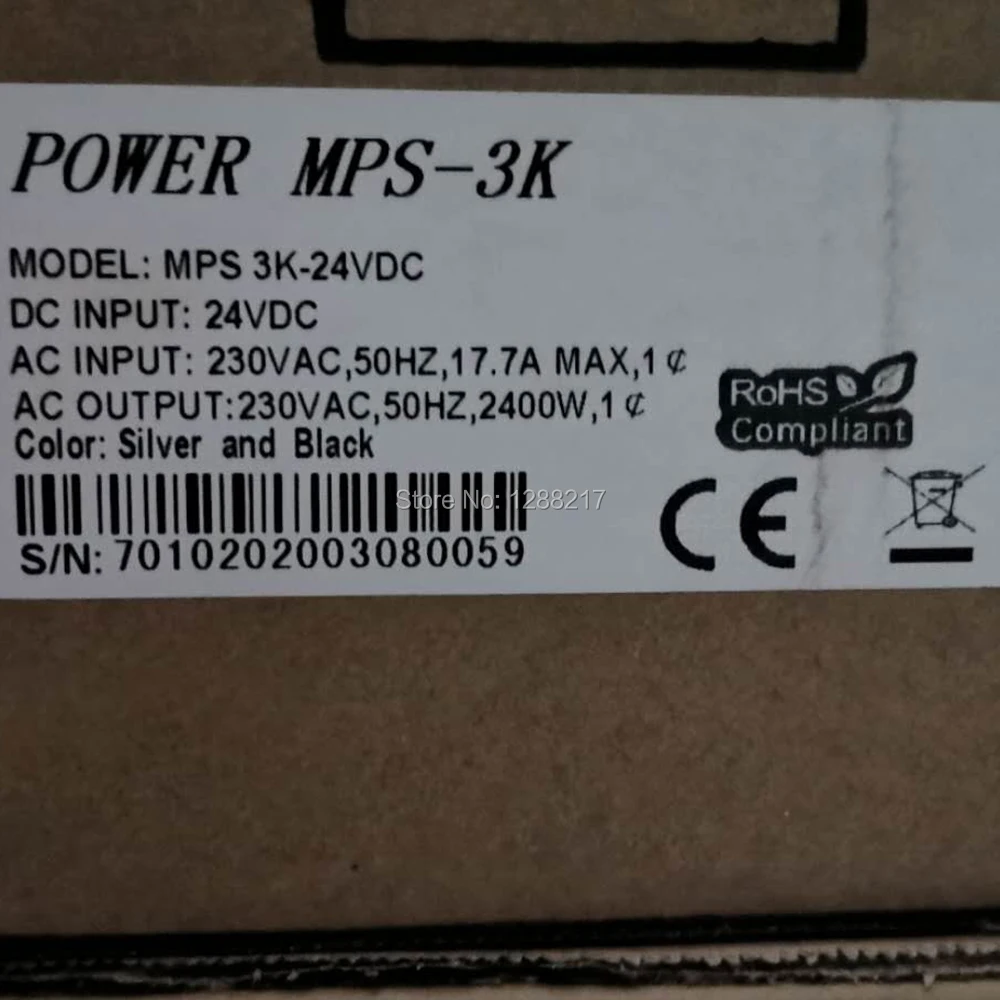 POWER MPS-3K
MODEL: MPS 3K-24VDC
DC INPUT: 24VDC
AC INPUT: 230VAC,50HZ,17.7A MAX,1 ¢
AC OUTPUT:230VAC,50HZ,2400W,1 ¢
Color: Silver and Black
RoHS
Compliant
Store No: 1288217
S/N: 7010202003080059
CE